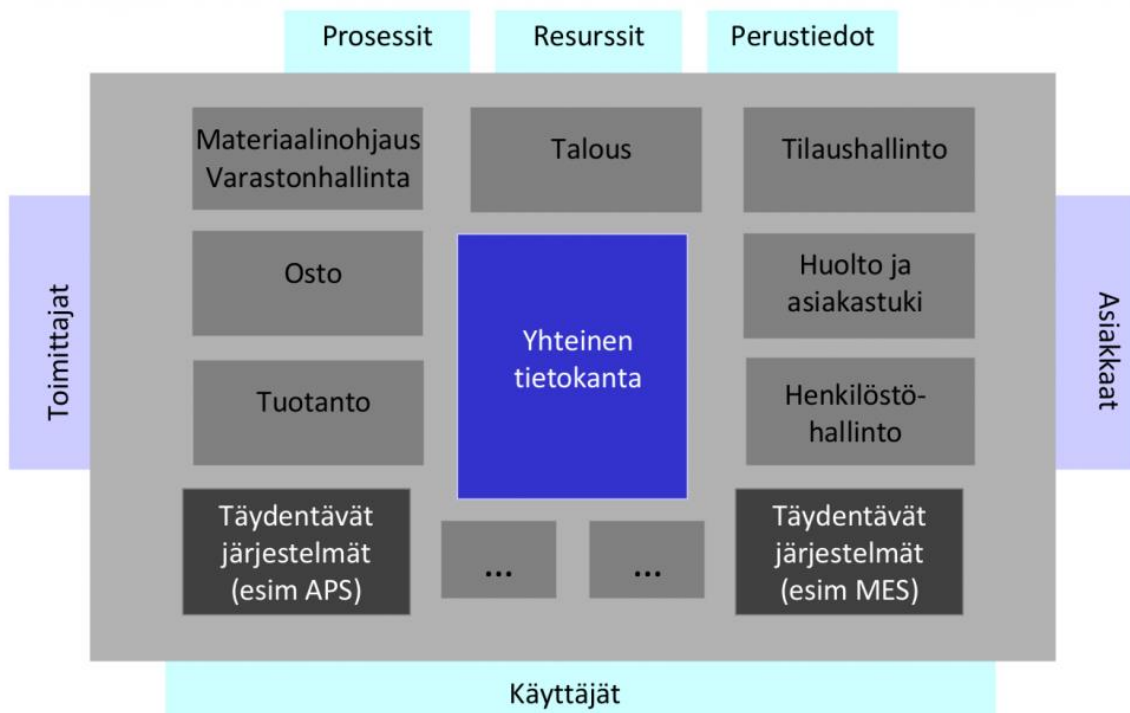 Prosessit
Resurssit
Perustiedot
Materiaalinohjaus
Varastonhallinta
Talous
Tilaushallinto
Toimittajat
Osto
Yhteinen
tietokanta
Huolto ja
asiakastuki
Asiakkaat
Tuotanto
Henkilöstö-
hallinto
Täydentävät
järjestelmät
(esim APS)
...
...
Täydentävät
järjestelmät
(esim MES)
Käyttäjät